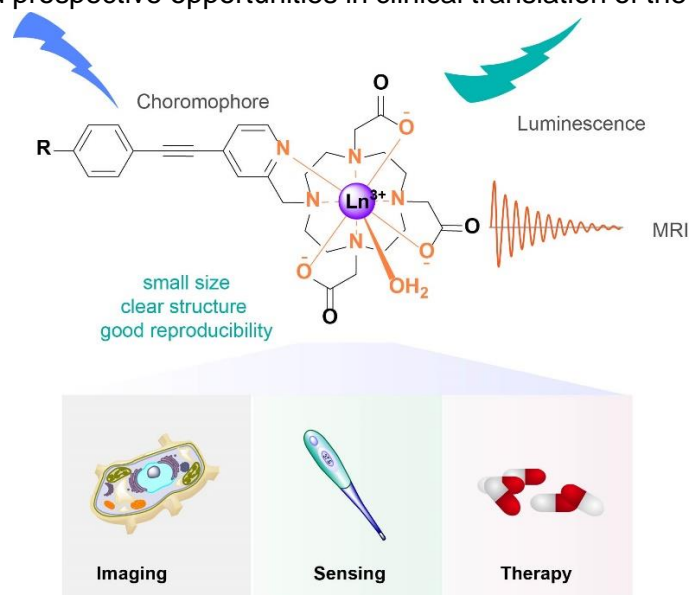 prospective opportunities in clinical translation of the
Choromophore
Luminescence
R
N
O
O-
N
N
Ln3+
N
N
O
O-
O-
OH2
O
MRI
small size
clear structure
good reproducibility
Imaging
Sensing
Therapy